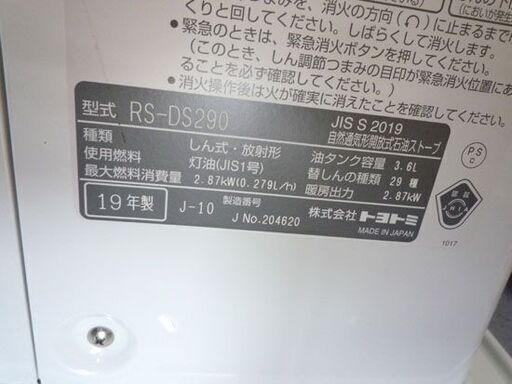 くりと回してください。しばらくして消火します。
●緊急のときは、緊急消火ボタンを押してください。
(このとき、しん調節つまみの目印が緊急消火位置にあ
ることを必ず確認してください。)
●消火操作後は火が確実に消えたことを確認
型式 RS-DS290
JIS S 2019
自然通気形開放式石油ストーブ
種類 しん式・放射形
油タンク容量 3.6L
使用燃料 灯油(JIS1号)
替しんの種類 29 種
最大燃料消費量 2.87kW(0.279L/h)
暖房出力 2.87kW
19年製
J-10
製造番号
J No.204620
株式会社トヨトミ
MADE IN JAPAN
PS
C
認証
JHIA
1017